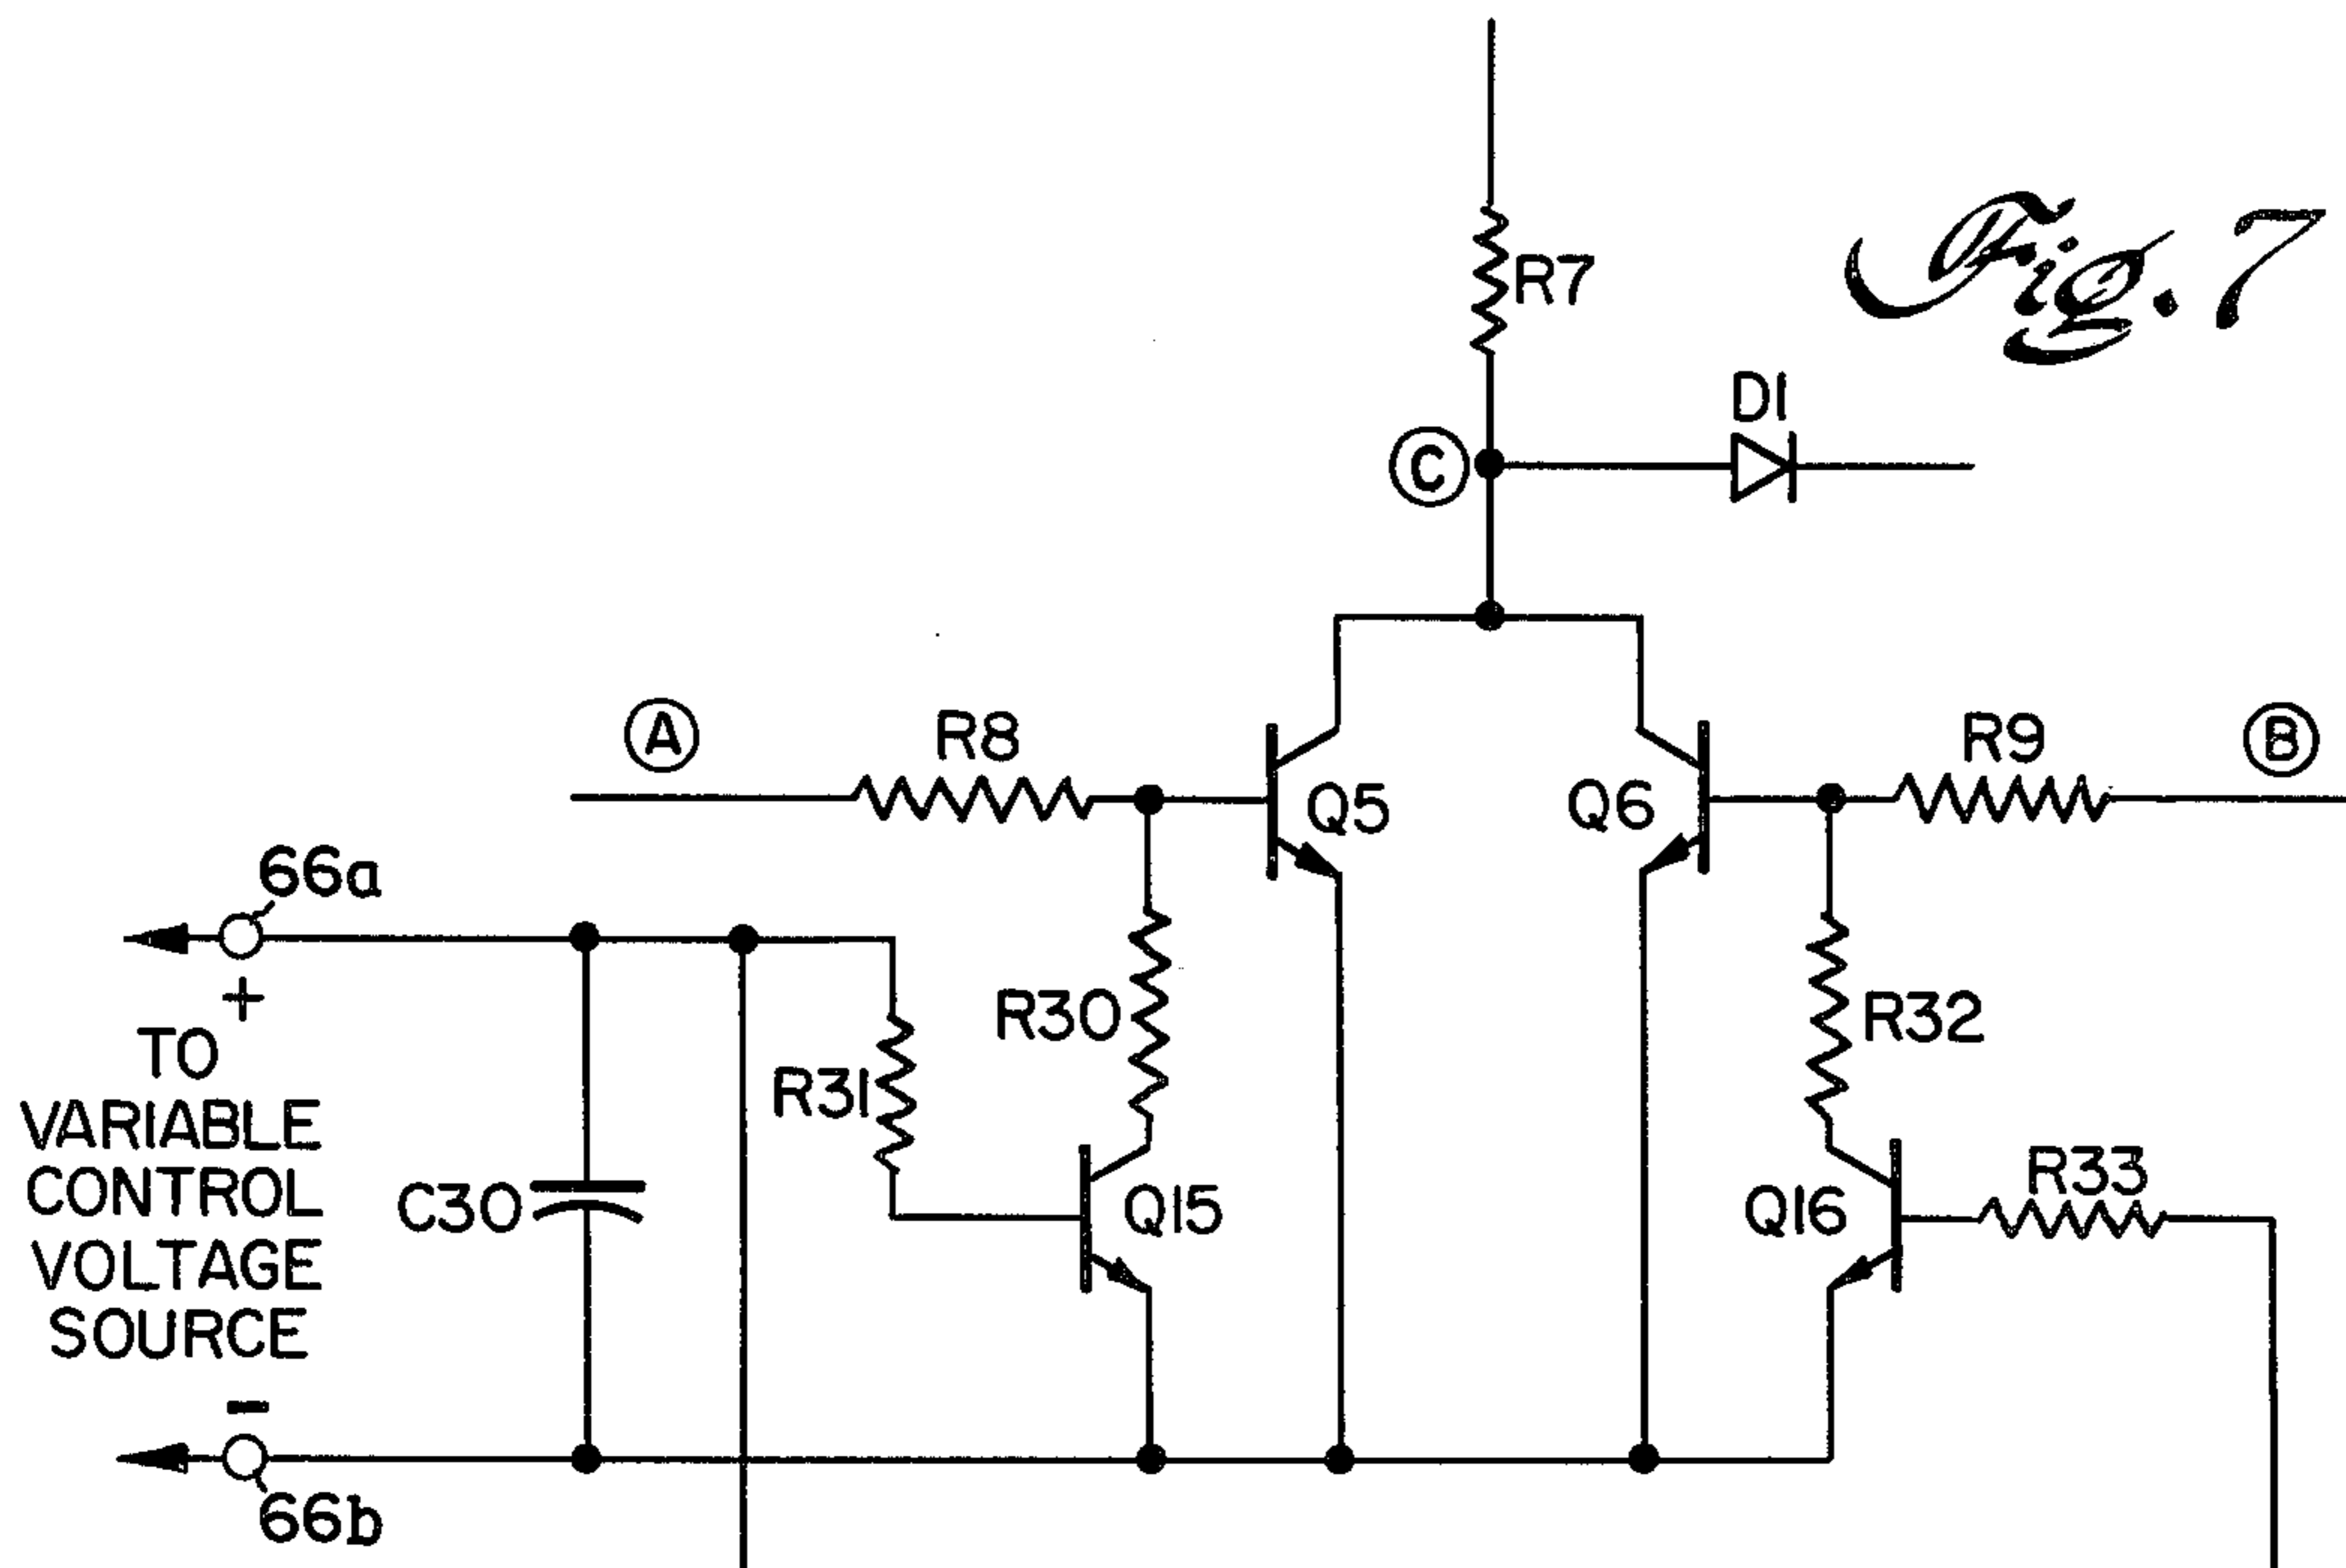 Fig. 7
R7
D1
C
A
R8
Q5
Q6
R9
B
66a
+
TO
VARIABLE
CONTROL
VOLTAGE
SOURCE
−
66b
C30
R31
R30
Q15
R32
Q16
R33